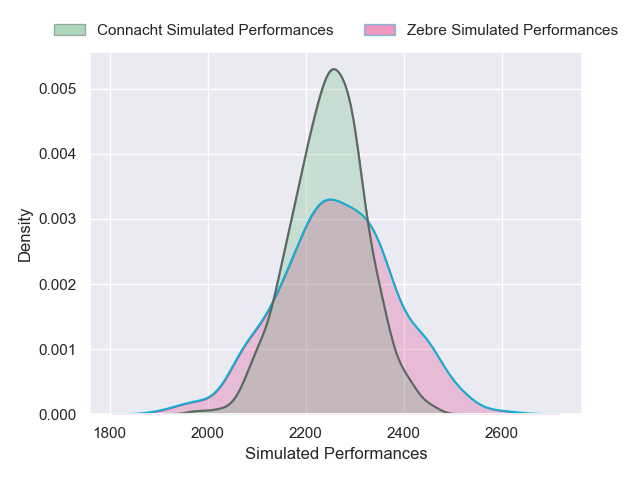 Connacht Simulated Performances Zebre Simulated Performances
0.005
0.004
0.003
0.002
0.001
0.000
Density
1800 2000 2200 2400 2600
Simulated Performances